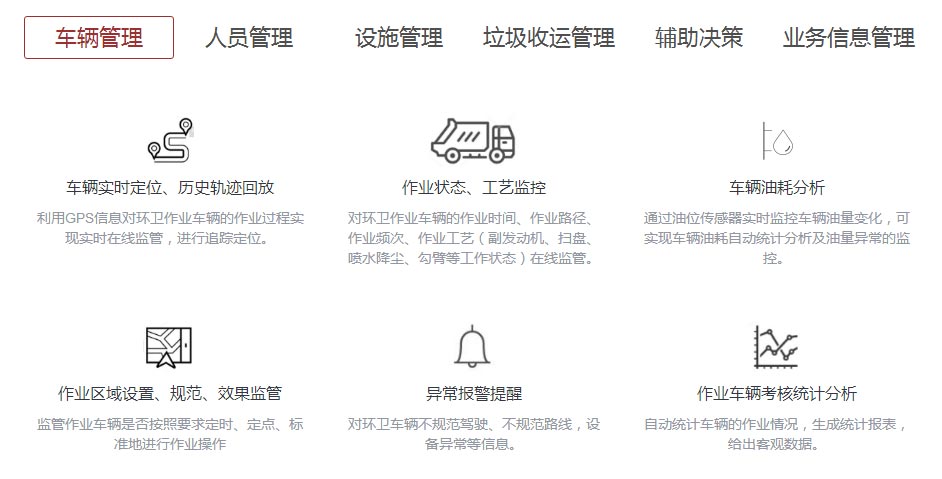 车辆管理 人员管理 设施管理 垃圾收运管理 辅助决策 业务信息管理
车辆实时定位、历史轨迹回放
利用GPS信息对环卫作业车辆的作业过程实
现实时在线监管，进行追踪定位。
作业状态、工艺监控
对环卫作业车辆的作业时间、作业路径、
作业频次、作业工艺（副发动机、扫盘、
喷水降尘、勾臂等工作状态）在线监管。
车辆油耗分析
通过油位传感器实时监控车辆油量变化，可
实现车辆油耗自动统计分析及油量异常的监
控。
作业区域设置、规范、效果监管
监管作业车辆是否按照要求定时、定点、标
准地进行作业操作
异常报警提醒
对环卫车辆不规范驾驶、不规范路线，设
备异常等信息。
作业车辆考核统计分析
自动统计车辆的作业情况，生成统计报表，
给出客观数据。